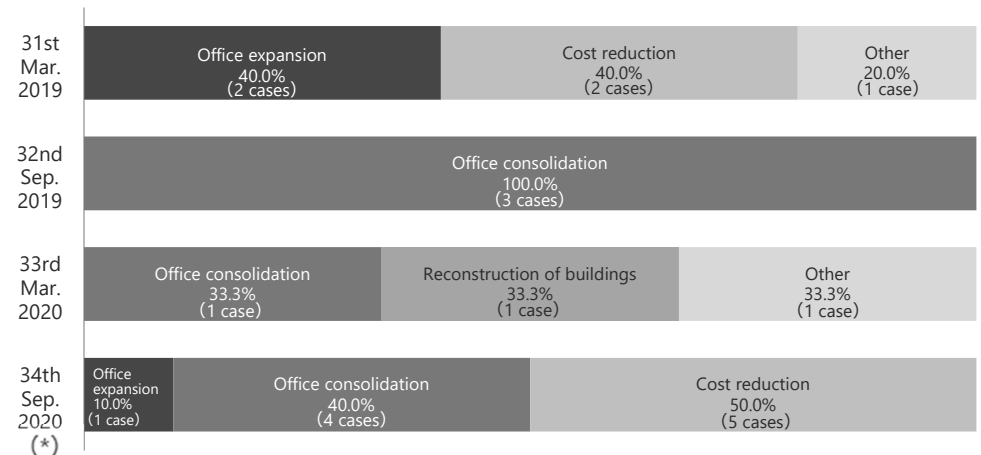 31st
Mar.
2019
Office expansion
40.0%
(2 cases)
Cost reduction
40.0%
(2 cases)
Other
20.0%
(1 case)
32nd
Sep.
2019
Office consolidation
100.0%
(3 cases)
33rd
Mar.
2020
Office consolidation
33.3%
(1 case)
Reconstruction of buildings
33.3%
(1 case)
Other
33.3%
(1 case)
34th
Sep.
2020
(*)
Office
expansion
10.0%
(1 case)
Office consolidation
40.0%
(4 cases)
Cost reduction
50.0%
(5 cases)